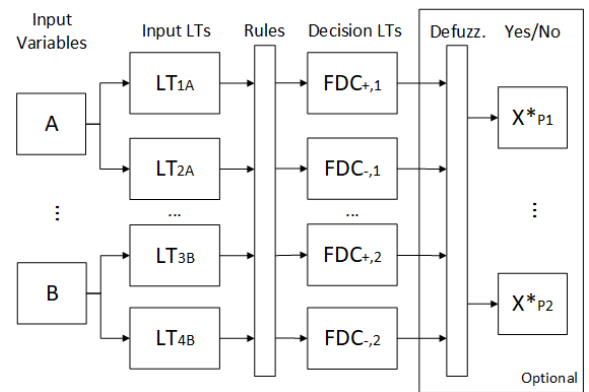 Input
Variables
Input LTs
Rules
Decision LTs
Defuzz.
Yes/No
A
LT1A
FDC+,1
X*P1
LT2A
FDC-,1
...
...
...
...
LT3B
FDC+,2
B
X*P2
LT4B
FDC-,2
Optional